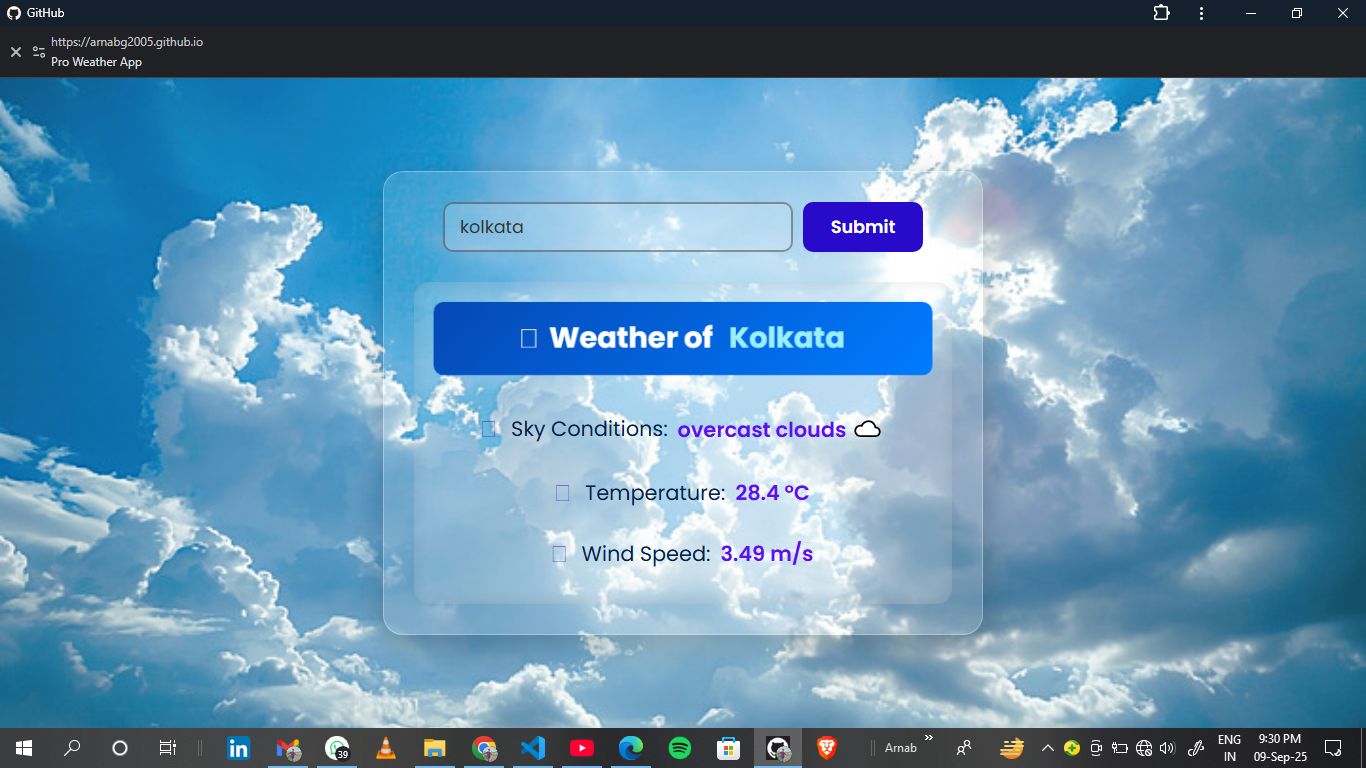 GitHub
https://arnabg2005.github.io
Pro Weather App
kolkata
Submit
Weather of Kolkata
Sky Conditions: overcast clouds
Temperature: 28.4 °C
Wind Speed: 3.49 m/s
39
Arnab
ENG
IN
9:30 PM
09-Sep-25